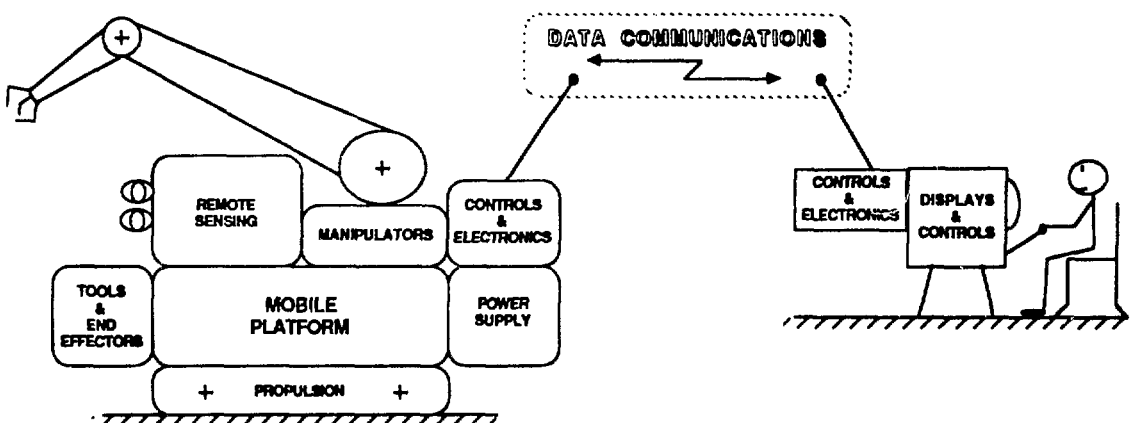 DATA COMMUNICATIONS
REMOTE
SENSING
MANIPULATORS
CONTROLS
&
ELECTRONICS
TOOLS
&
END
EFFECTORS
MOBILE
PLATFORM
POWER
SUPPLY
PROPULSION
CONTROLS
&
ELECTRONICS
DISPLAYS
&
CONTROLS